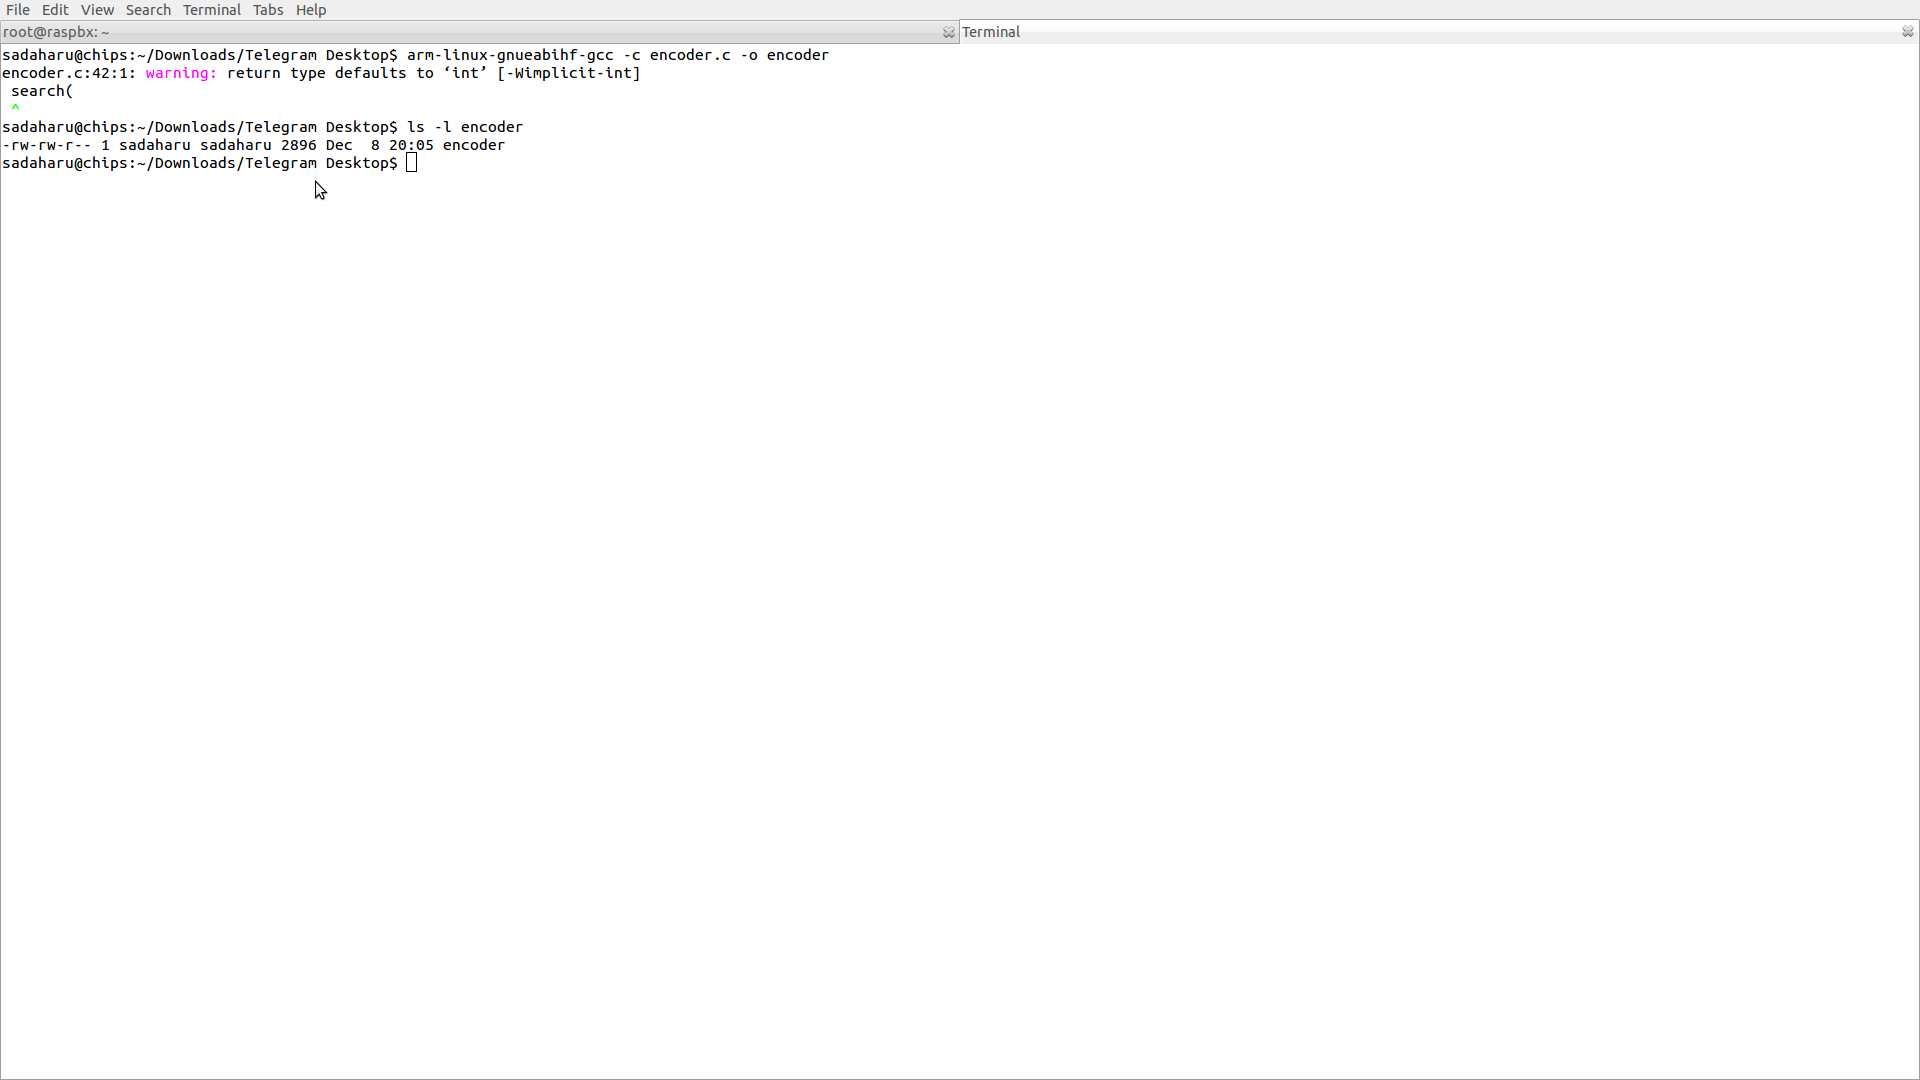 File Edit View Search Terminal Tabs Help
root@raspbx: ~
Terminal
sadaharu@chips:~/Downloads/Telegram Desktop$ arm-linux-gnueabihf-gcc -c encoder.c -o encoder
encoder.c:42:1: warning: return type defaults to ‘int’ [-Wimplicit-int]
 search(
 ^
sadaharu@chips:~/Downloads/Telegram Desktop$ ls -l encoder
-rw-rw-r-- 1 sadaharu sadaharu 2896 Dec  8 20:05 encoder
sadaharu@chips:~/Downloads/Telegram Desktop$